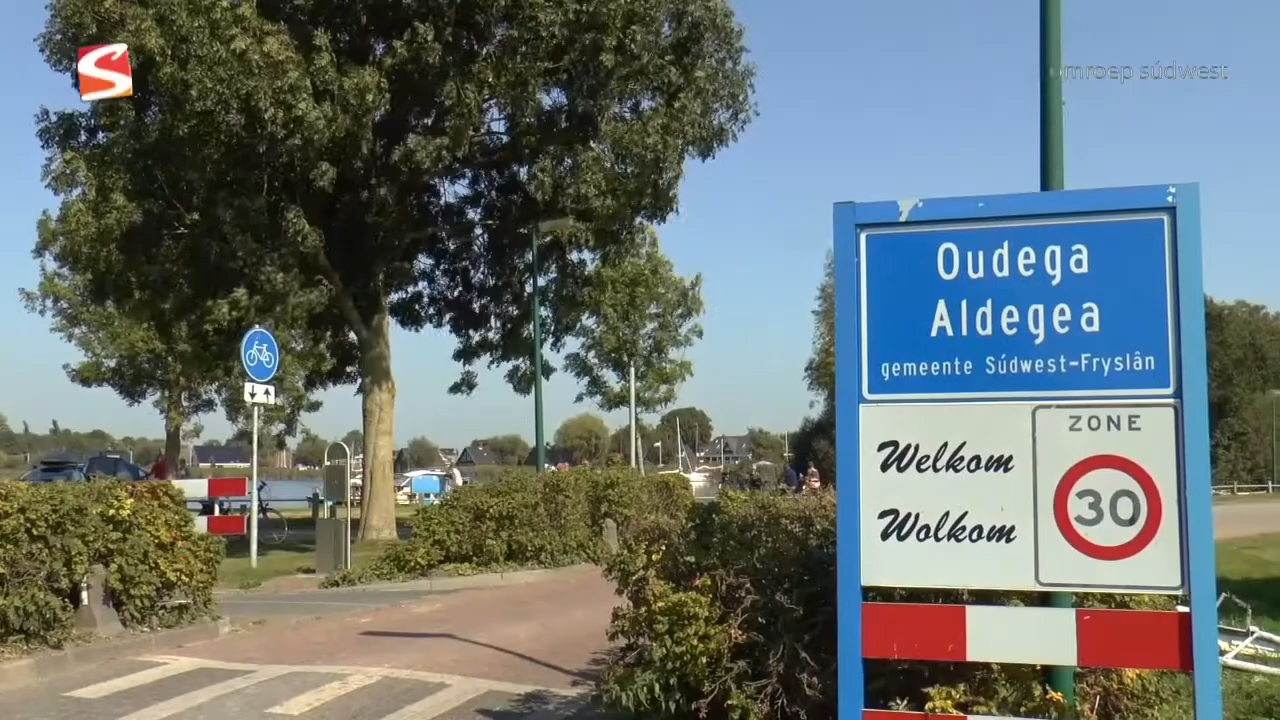 omroep súdwest
Oudega
Aldegea
gemeente Súdwest-Fryslân
Welkom
Wolkom
ZONE
30